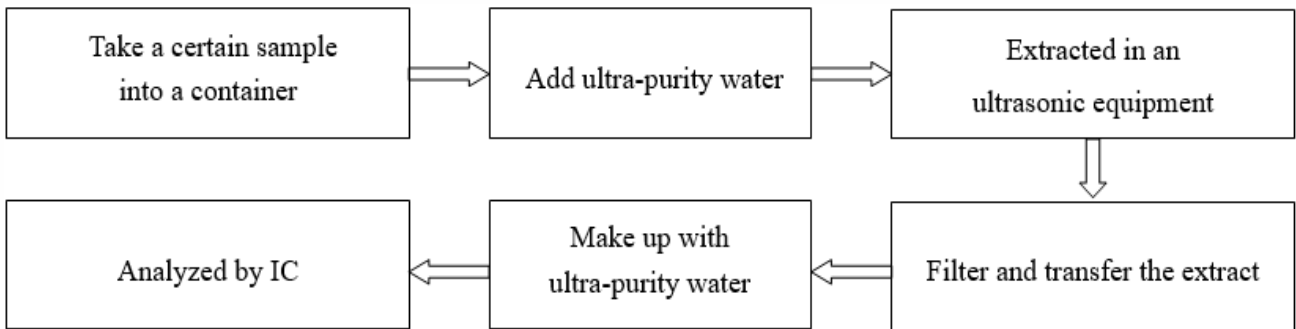 Take a certain sample
into a container
Add ultra-purity water
Extracted in an
ultrasonic equipment
Filter and transfer the extract
Make up with
ultra-purity water
Analyzed by IC